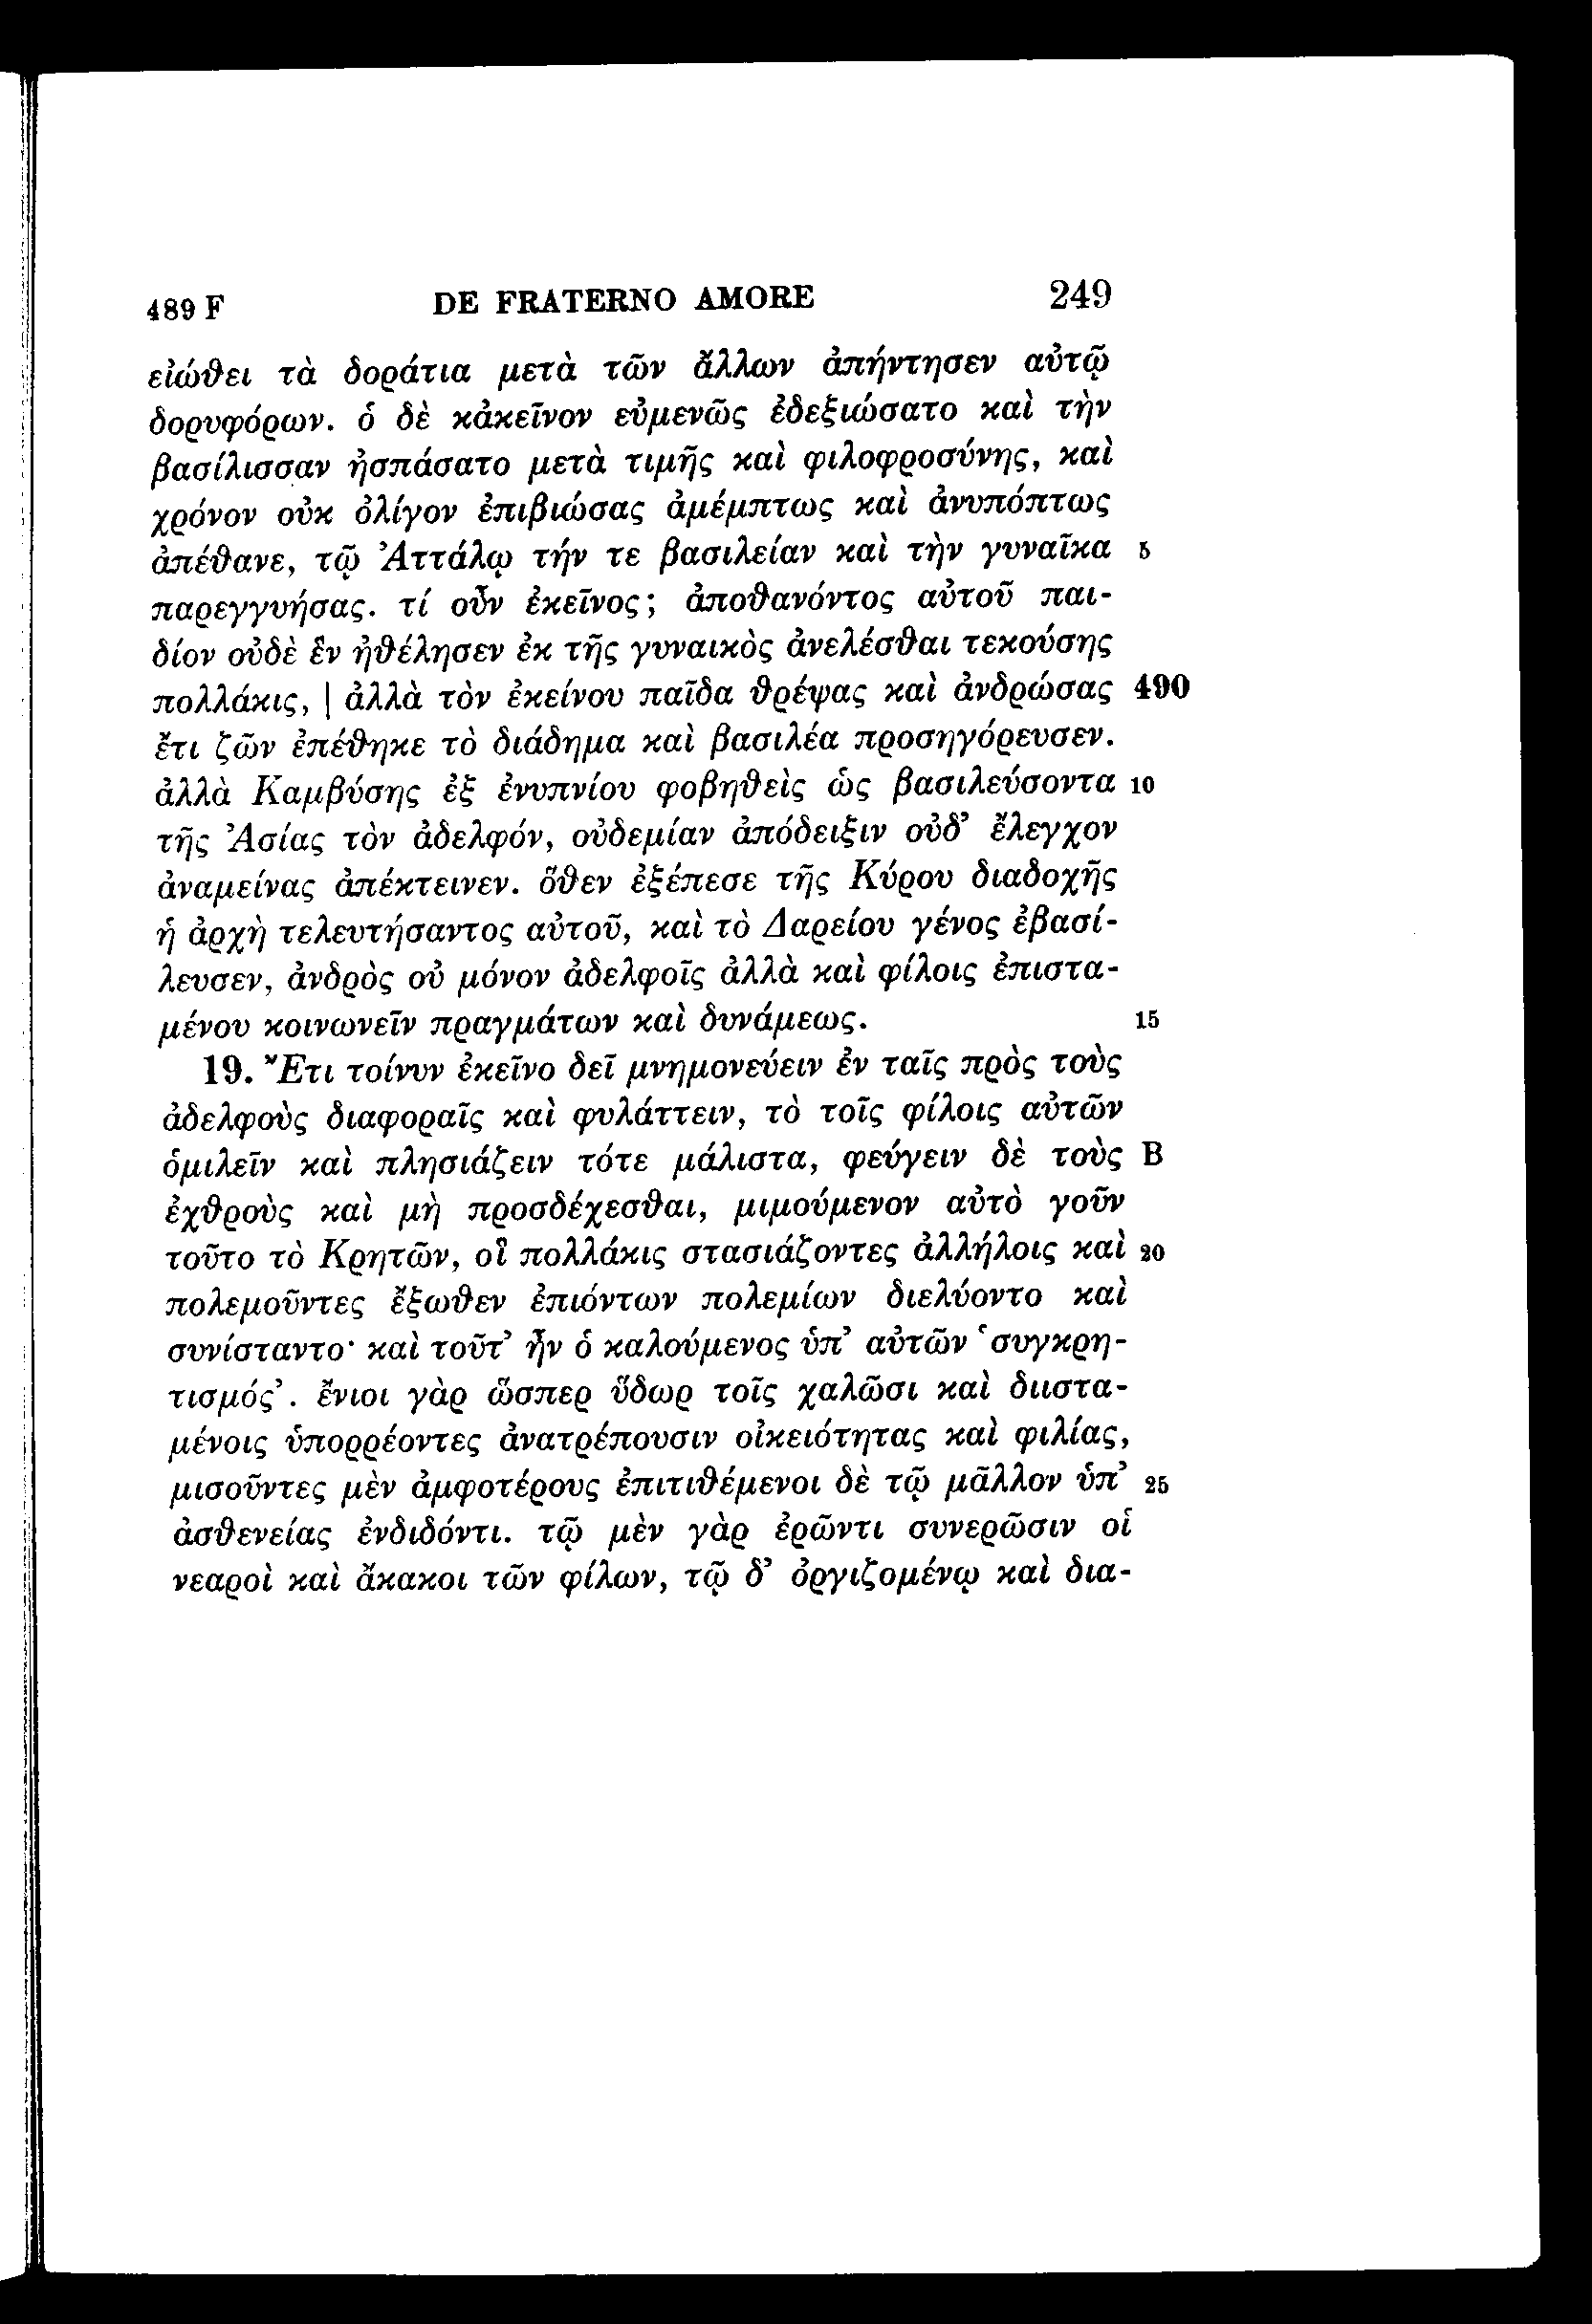 489 F DE FRATERNO AMORE 249
εἰώθει τὰ δοράτια μετὰ τῶν ἄλλων ἀπήντησεν αὐτῷ
δορυφόρων. ὁ δὲ κἀκεῖνον εὐμενῶς ἐδεξιώσατο καὶ τὴν
βασίλισσαν ἠσπάσατο μετὰ τιμῆς καὶ φιλοφροσύνης, καὶ
χρόνον οὐκ ὀλίγον ἐπιβιώσας ἀμέμπτως καὶ ἀνυπόπτως
ἀπέθανε, τῷ Ἀττάλῳ τήν τε βασιλείαν καὶ τὴν γυναῖκα 5
παρεγγυήσας. τί οὖν ἐκεῖνος; ἀποθανόντος αὐτοῦ παι-
δίον οὐδὲ ἓν ἠθέλησεν ἐκ τῆς γυναικὸς ἀνελέσθαι τεκούσης
πολλάκις, | ἀλλὰ τὸν ἐκείνου παῖδα θρέψας καὶ ἀνδρώσας 490
ἔτι ζῶν ἐπέθηκε τὸ διάδημα καὶ βασιλέα προσηγόρευσεν.
ἀλλὰ Καμβύσης ἐξ ἐνυπνίου φοβηθεὶς ὡς βασιλεύσοντα 10
τῆς Ἀσίας τὸν ἀδελφόν, οὐδεμίαν ἀπόδειξιν οὐδ’ ἔλεγχον
ἀναμείνας ἀπέκτεινεν. ὅθεν ἐξέπεσε τῆς Κύρου διαδοχῆς
ἡ ἀρχὴ τελευτήσαντος αὐτοῦ, καὶ τὸ Δαρείου γένος ἐβασί-
λευσεν, ἀνδρὸς οὐ μόνον ἀδελφοῖς ἀλλὰ καὶ φίλοις ἐπιστα-
μένου κοινωνεῖν πραγμάτων καὶ δυνάμεως. 15
19. Ἔτι τοίνυν ἐκεῖνο δεῖ μνημονεύειν ἐν ταῖς πρὸς τοὺς
ἀδελφοὺς διαφοραῖς καὶ φυλάττειν, τὸ τοῖς φίλοις αὐτῶν
ὁμιλεῖν καὶ πλησιάζειν τότε μάλιστα, φεύγειν δὲ τοὺς B
ἐχθροὺς καὶ μὴ προσδέχεσθαι, μιμούμενον αὐτὸ γοῦν
τοῦτο τὸ Κρητῶν, οἳ πολλάκις στασιάζοντες ἀλλήλοις καὶ 20
πολεμοῦντες ἔξωθεν ἐπιόντων πολεμίων διελύοντο καὶ
συνίσταντο· καὶ τοῦτ’ ἦν ὁ καλούμενος ὑπ’ αὐτῶν ‘συγκρη-
τισμός’. ἔνιοι γὰρ ὥσπερ ὕδωρ τοῖς χαλῶσι καὶ διιστα-
μένοις ὑπορρέοντες ἀνατρέπουσιν οἰκειότητας καὶ φιλίας,
μισοῦντες μὲν ἀμφοτέρους ἐπιτιθέμενοι δὲ τῷ μᾶλλον ὑπ’ 25
ἀσθενείας ἐνδιδόντι. τῷ μὲν γὰρ ἐρῶντι συνερῶσιν οἱ
νεαροὶ καὶ ἄκακοι τῶν φίλων, τῷ δ’ ὀργιζομένῳ καὶ δια-